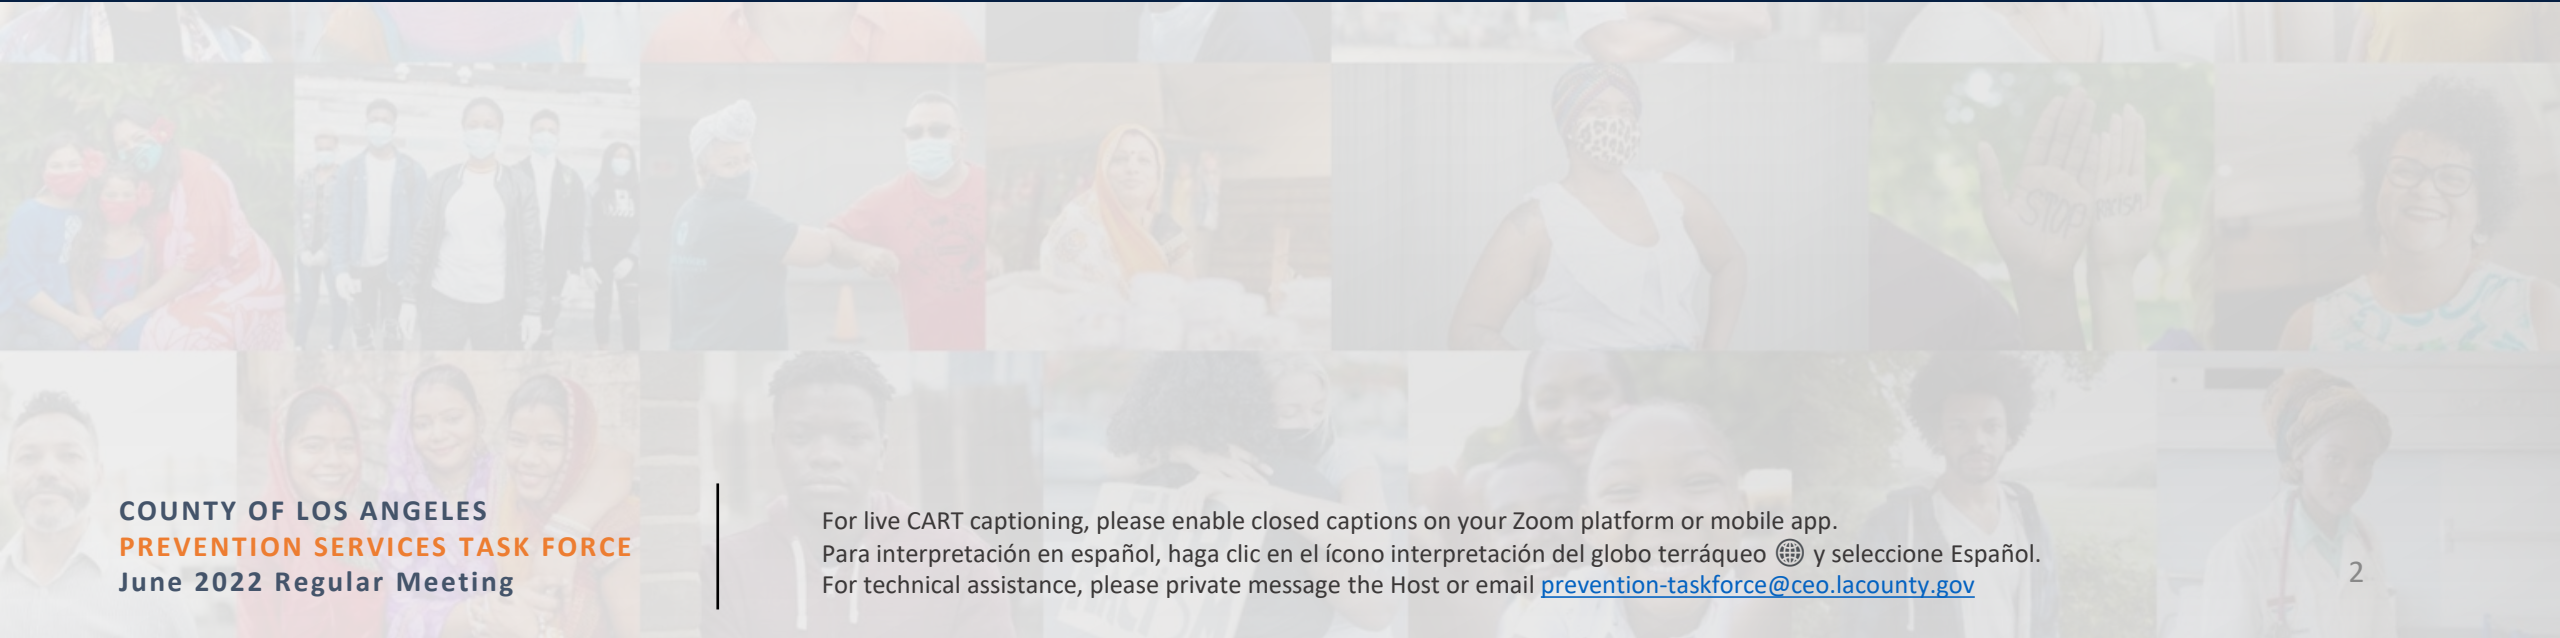 STOP racism
COUNTY OF LOS ANGELES
PREVENTION SERVICES TASK FORCE
June 2022 Regular Meeting
For live CART captioning, please enable closed captions on your Zoom platform or mobile app.
Para interpretación en español, haga clic en el ícono interpretación del globo terráqueo y seleccione Español.
For technical assistance, please private message the Host or email prevention-taskforce@ceo.lacounty.gov
2